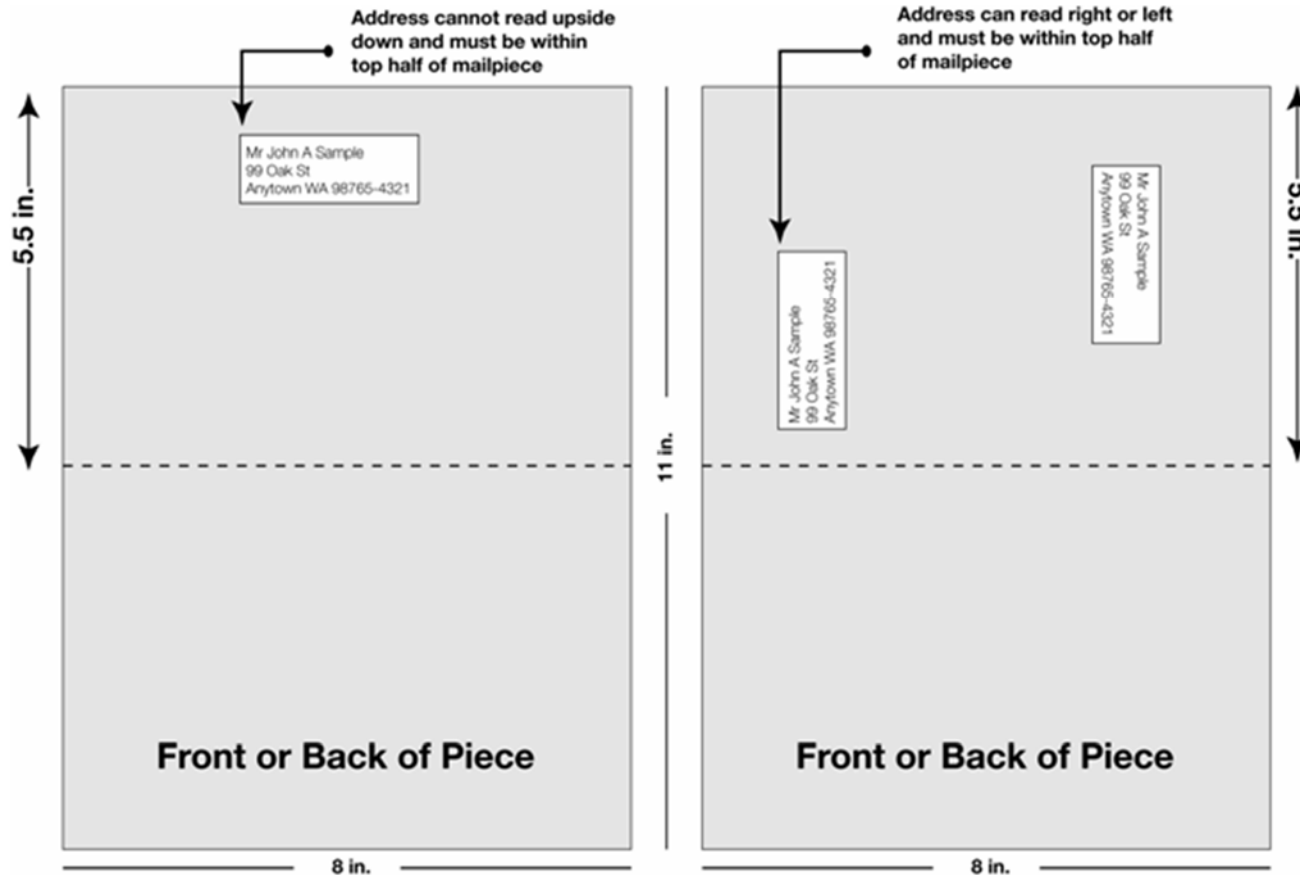 Address cannot read upside
down and must be within
top half of mailpiece
Mr John A Sample
99 Oak St
Anytown WA 98765-4321
5.5 in.
Front or Back of Piece
8 in.
11 in.
Address can read right or left
and must be within top half
of mailpiece
Mr John A Sample
99 Oak St
Anytown WA 98765-4321
Mr John A Sample
99 Oak St
Anytown WA 98765-4321
5.5 in.
Front or Back of Piece
8 in.